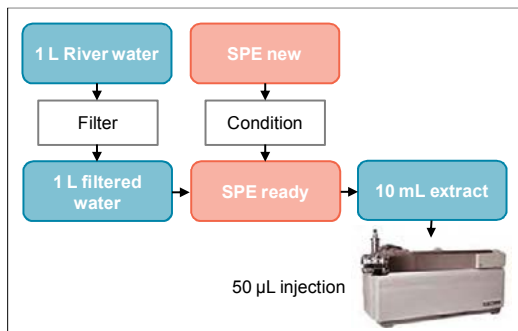 1 L River water
SPE new
Filter
Condition
1 L filtered
water
SPE ready
10 mL extract
50 µL injection